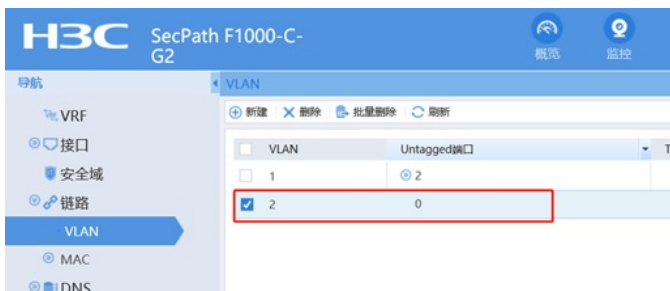 H3C SecPath F1000-C-G2
概览
监控
导航
VLAN
VRF
新建 删除 批量删除 刷新
接口
VLAN Untagged端口 T
安全域
1 2
链路
2 0
VLAN
MAC
DNS